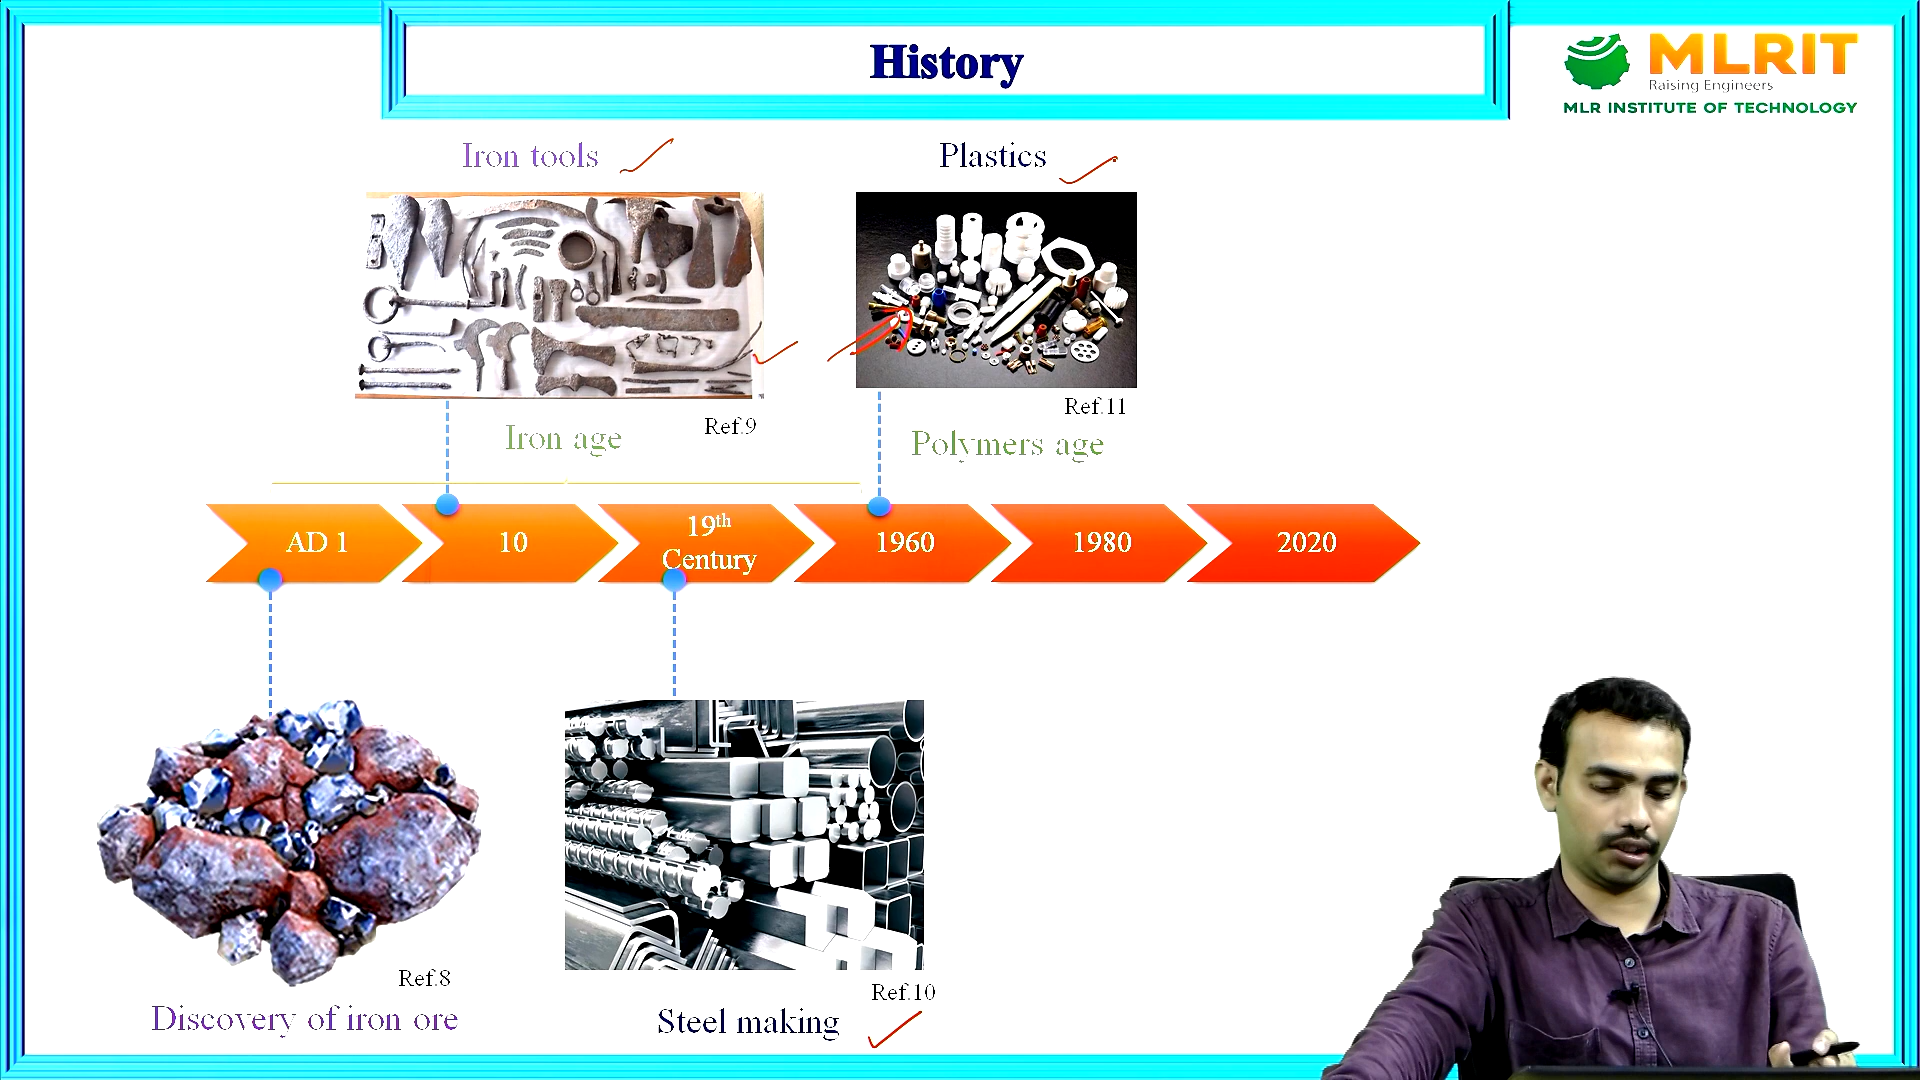 History
MLRIT
Raising Engineers
MLR INSTITUTE OF TECHNOLOGY
Iron tools
Plastics
Ref.9
Ref.11
Iron age
Polymers age
AD 1
10
19th
Century
1960
1980
2020
Ref.8
Ref.10
Discovery of iron ore
Steel making